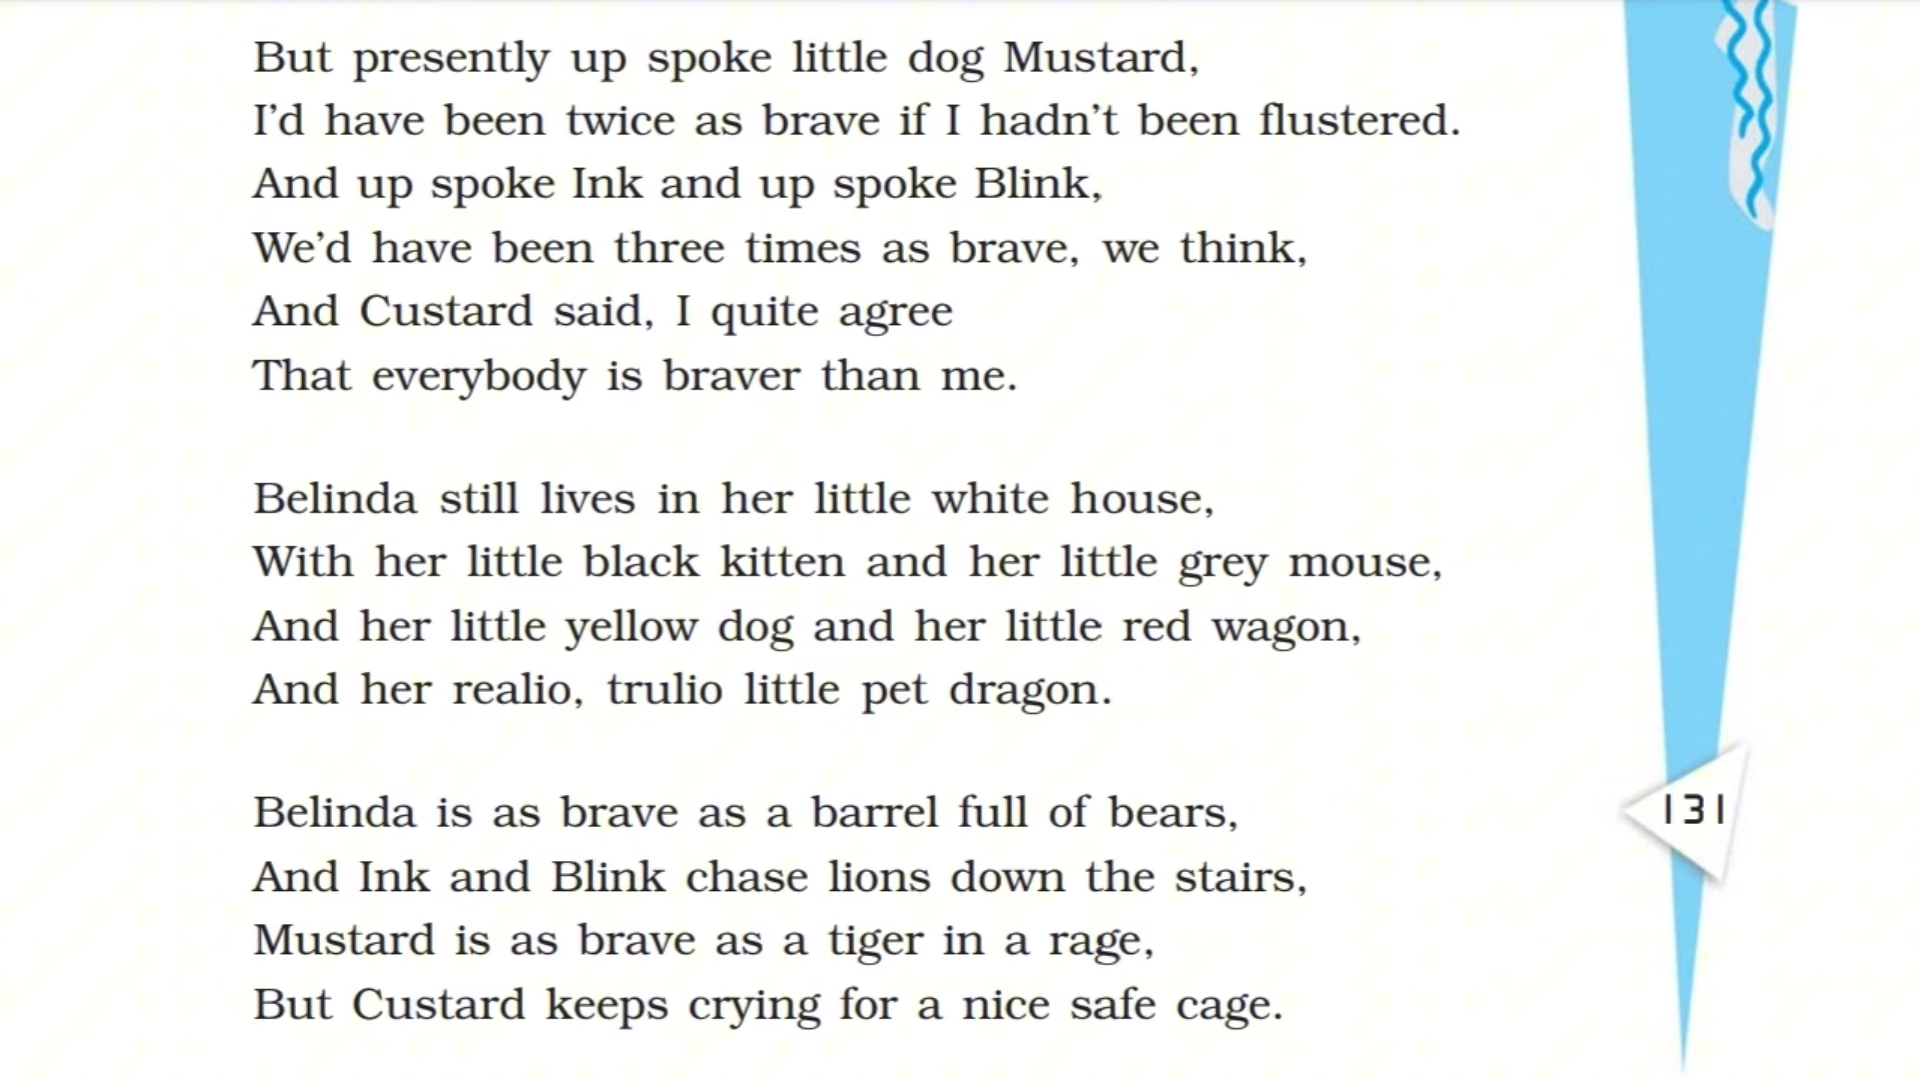 But presently up spoke little dog Mustard,
I’d have been twice as brave if I hadn’t been flustered.
And up spoke Ink and up spoke Blink,
We’d have been three times as brave, we think,
And Custard said, I quite agree
That everybody is braver than me.
Belinda still lives in her little white house,
With her little black kitten and her little grey mouse,
And her little yellow dog and her little red wagon,
And her realio, trulio little pet dragon.
Belinda is as brave as a barrel full of bears,
And Ink and Blink chase lions down the stairs,
Mustard is as brave as a tiger in a rage,
But Custard keeps crying for a nice safe cage.
131